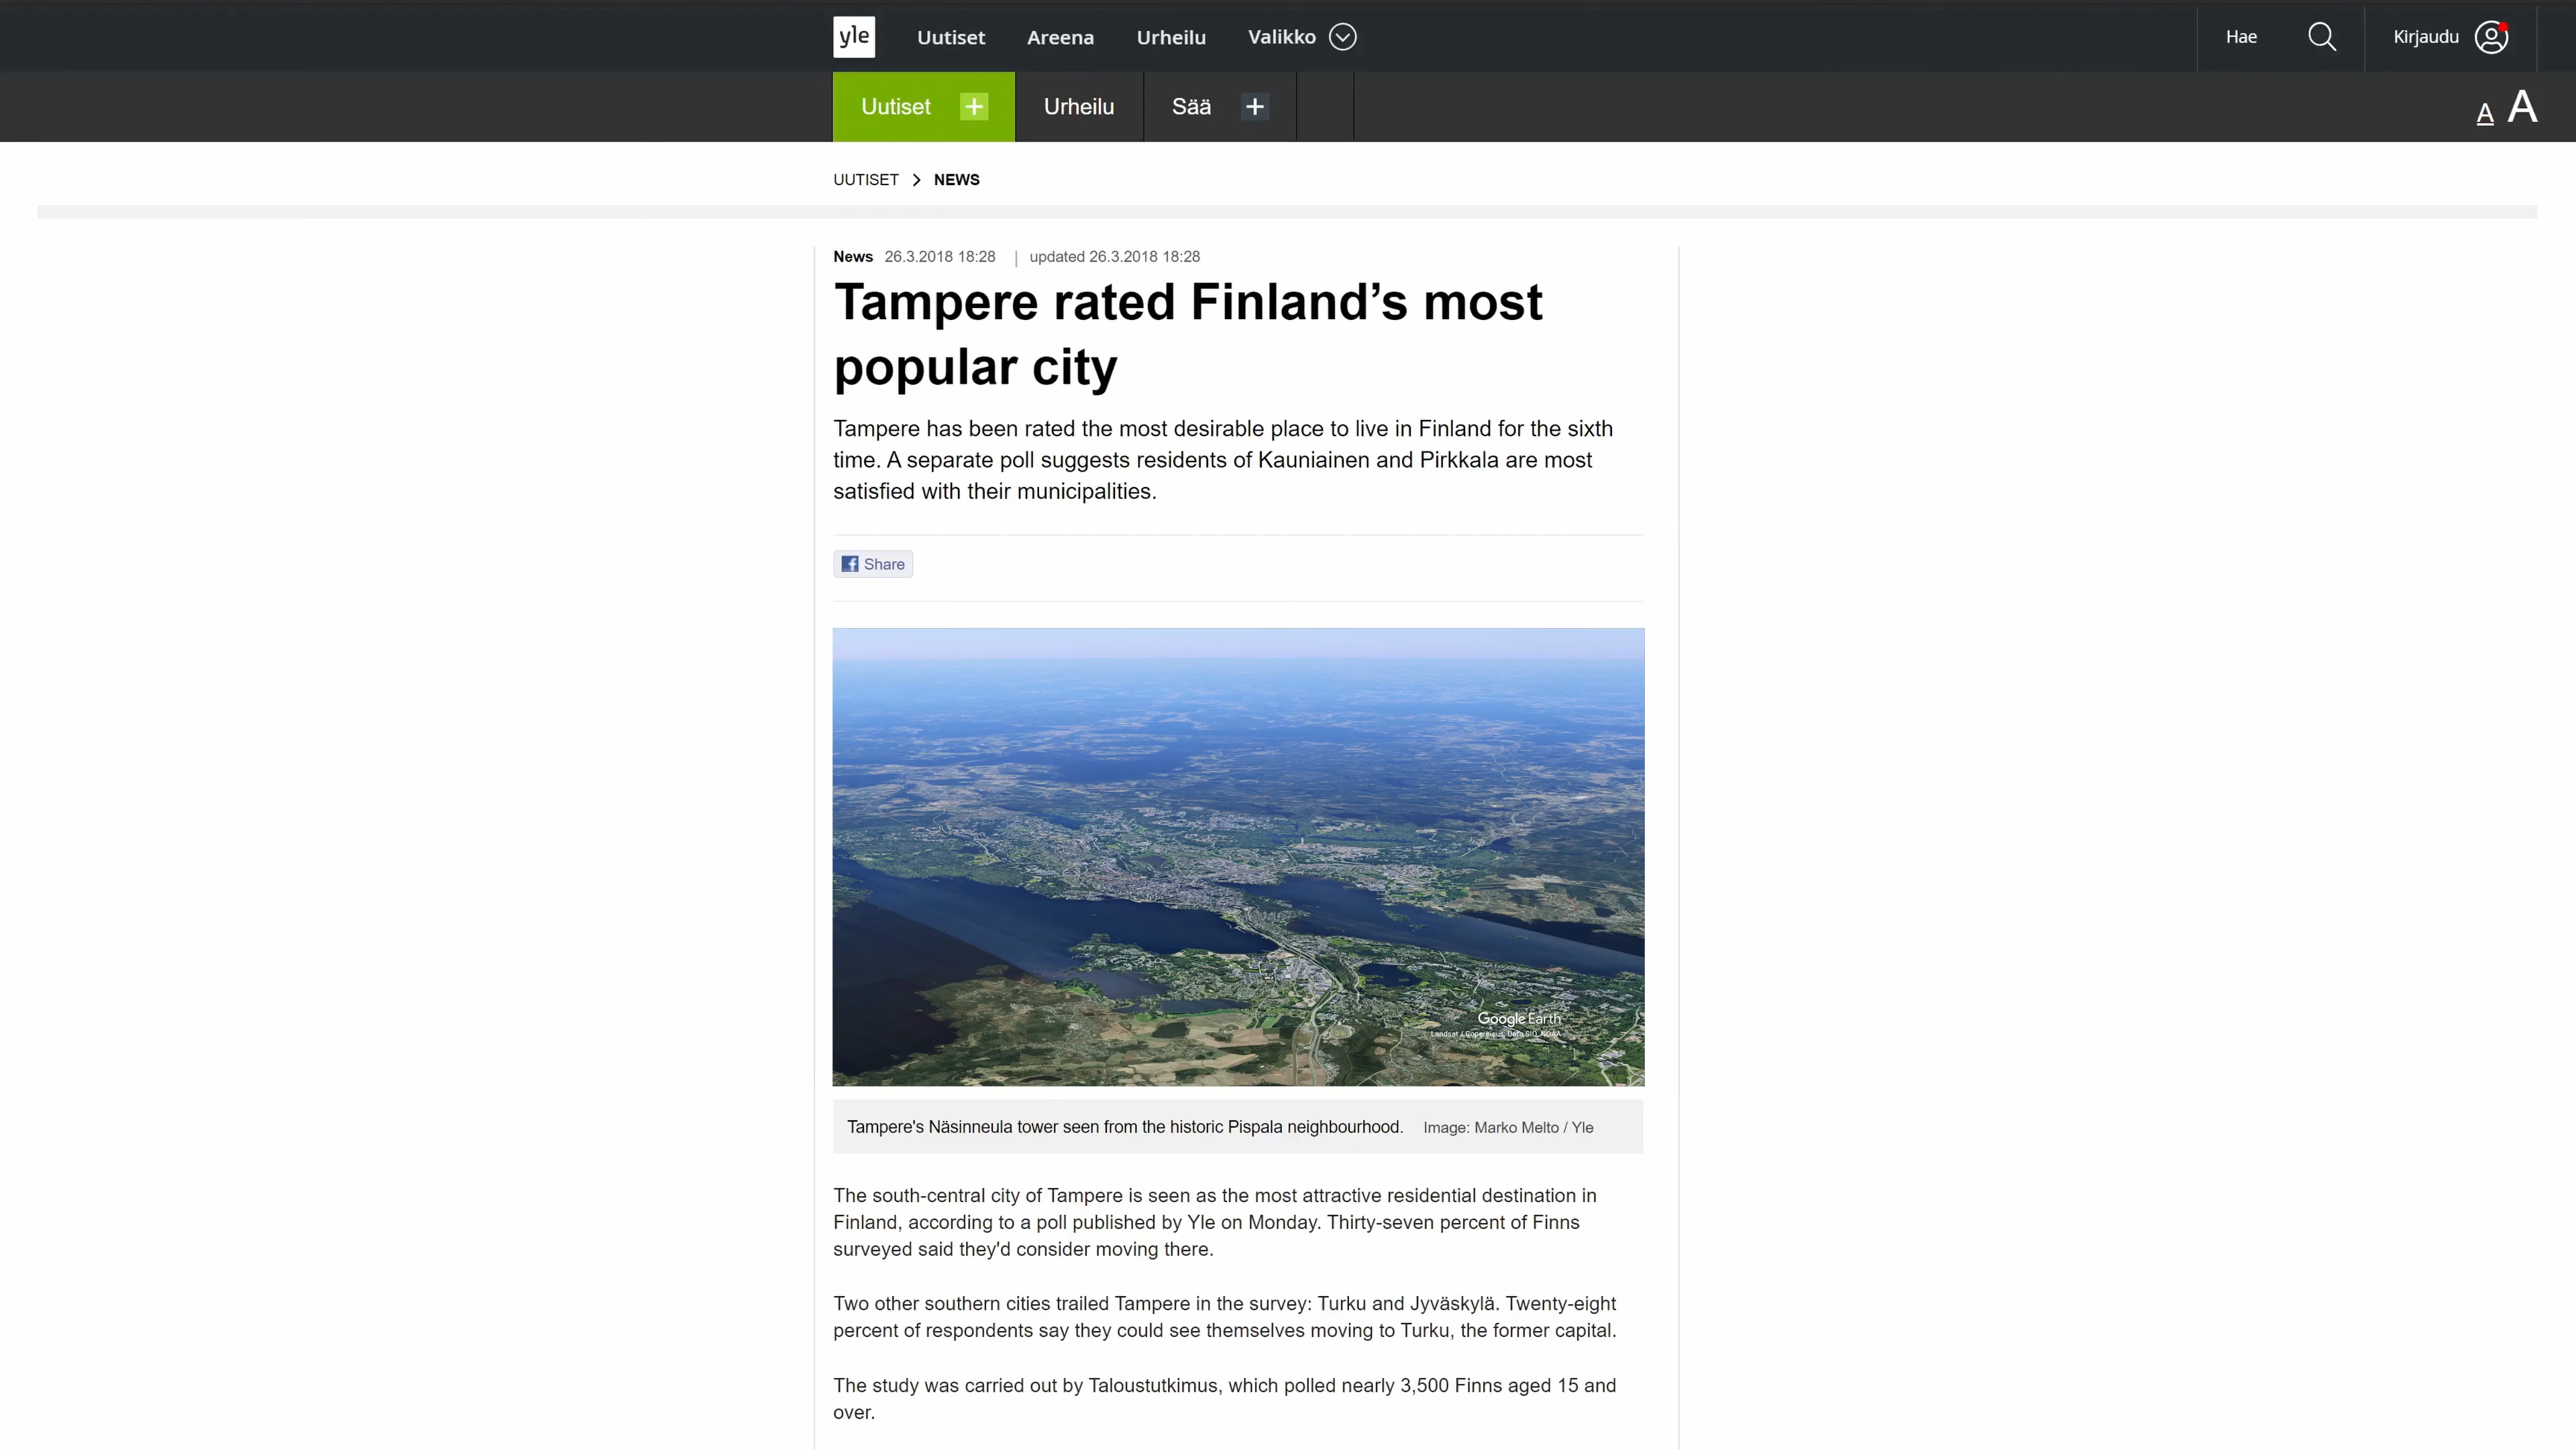 yle Uutiset Areena Urheilu Valikko Hae Kirjaudu
Uutiset + Urheilu Sää + A A
UUTISET > NEWS
News 26.3.2018 18:28 | updated 26.3.2018 18:28
Tampere rated Finland’s most
popular city
Tampere has been rated the most desirable place to live in Finland for the sixth
time. A separate poll suggests residents of Kauniainen and Pirkkala are most
satisfied with their municipalities.
f Share
Google Earth
Landsat / Copernicus, Data SIO, NOAA
Tampere's Näsinneula tower seen from the historic Pispala neighbourhood. Image: Marko Melto / Yle
The south-central city of Tampere is seen as the most attractive residential destination in
Finland, according to a poll published by Yle on Monday. Thirty-seven percent of Finns
surveyed said they'd consider moving there.
Two other southern cities trailed Tampere in the survey: Turku and Jyväskylä. Twenty-eight
percent of respondents say they could see themselves moving to Turku, the former capital.
The study was carried out by Taloustutkimus, which polled nearly 3,500 Finns aged 15 and
over.